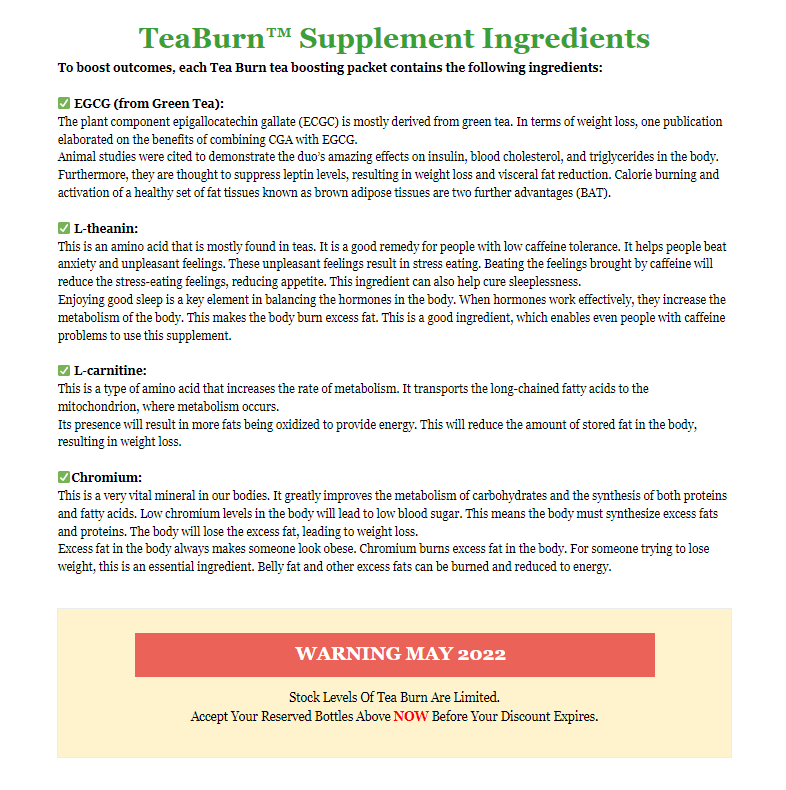 TeaBurn™ Supplement Ingredients
To boost outcomes, each Tea Burn tea boosting packet contains the following ingredients:
✅ EGCG (from Green Tea):
The plant component epigallocatechin gallate (ECGC) is mostly derived from green tea. In terms of weight loss, one publication
elaborated on the benefits of combining CGA with EGCG.
Animal studies were cited to demonstrate the duo's amazing effects on insulin, blood cholesterol, and triglycerides in the body.
Furthermore, they are thought to suppress leptin levels, resulting in weight loss and visceral fat reduction. Calorie burning and
activation of a healthy set of fat tissues known as brown adipose tissues are two further advantages (BAT).
✅ L-theanin:
This is an amino acid that is mostly found in teas. It is a good remedy for people with low caffeine tolerance. It helps people beat
anxiety and unpleasant feelings. These unpleasant feelings result in stress eating. Beating the feelings brought by caffeine will
reduce the stress-eating feelings, reducing appetite. This ingredient can also help cure sleeplessness.
Enjoying good sleep is a key element in balancing the hormones in the body. When hormones work effectively, they increase the
metabolism of the body. This makes the body burn excess fat. This is a good ingredient, which enables even people with caffeine
problems to use this supplement.
✅ L-carnitine:
This is a type of amino acid that increases the rate of metabolism. It transports the long-chained fatty acids to the
mitochondrion, where metabolism occurs.
Its presence will result in more fats being oxidized to provide energy. This will reduce the amount of stored fat in the body,
resulting in weight loss.
✅Chromium:
This is a very vital mineral in our bodies. It greatly improves the metabolism of carbohydrates and the synthesis of both proteins
and fatty acids. Low chromium levels in the body will lead to low blood sugar. This means the body must synthesize excess fats
and proteins. The body will lose the excess fat, leading to weight loss.
Excess fat in the body always makes someone look obese. Chromium burns excess fat in the body. For someone trying to lose
weight, this is an essential ingredient. Belly fat and other excess fats can be burned and reduced to energy.
WARNING MAY 2022
Stock Levels Of Tea Burn Are Limited.
Accept Your Reserved Bottles Above NOW Before Your Discount Expires.